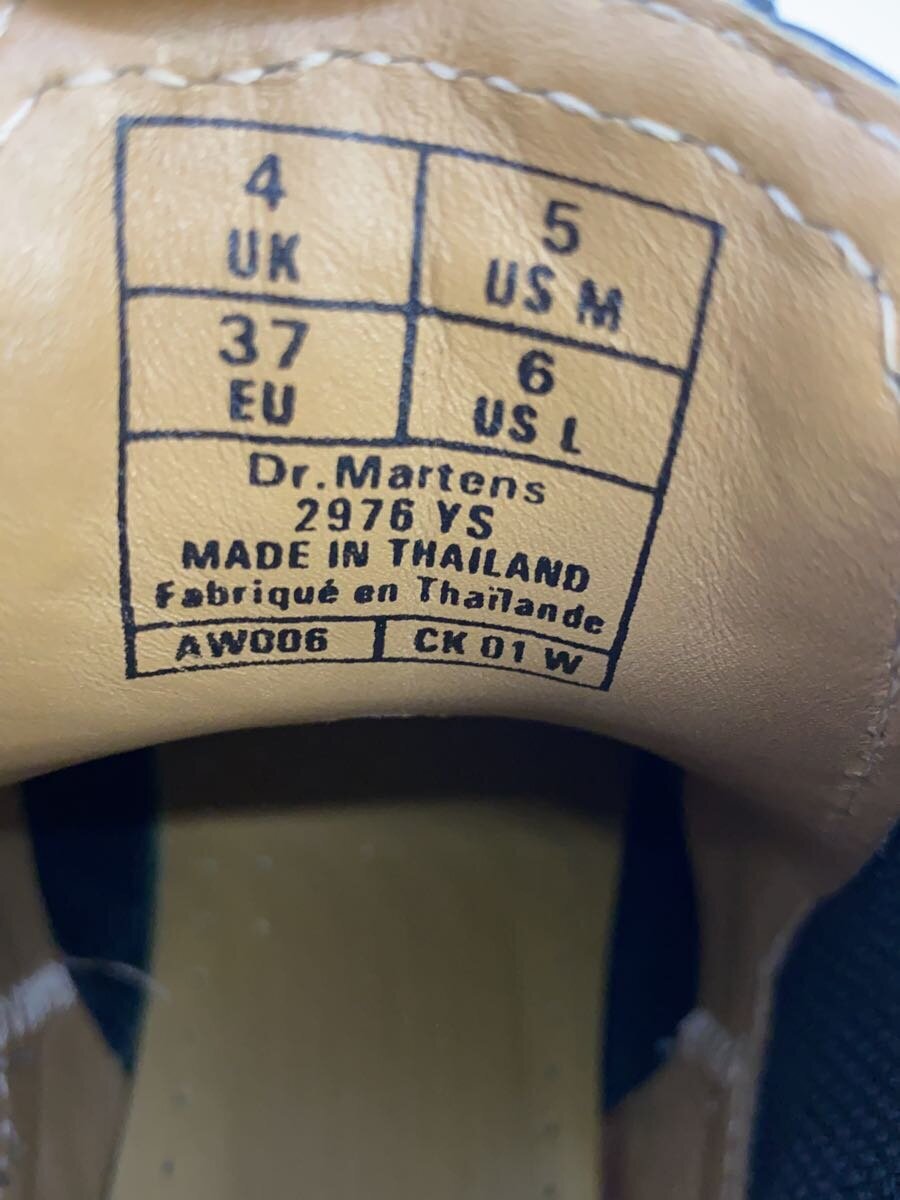 4
UK
5
US M
37
EU
6
US L
Dr.Martens
2976 YS
MADE IN THAILAND
Fabriqué en Thaïlande
AW006
CK 01 W